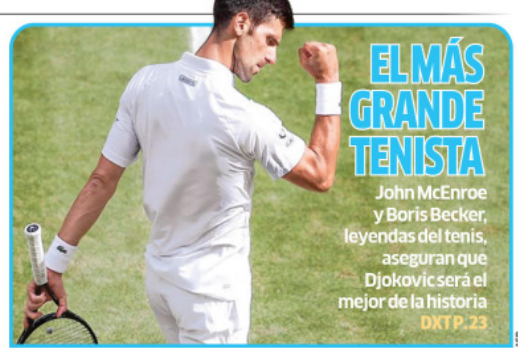 EL MÁS
GRANDE
TENISTA
John McEnroe
y Boris Becker,
leyendas del tenis,
aseguran que
Djokovic será el
mejor de la historia
DXT P.23